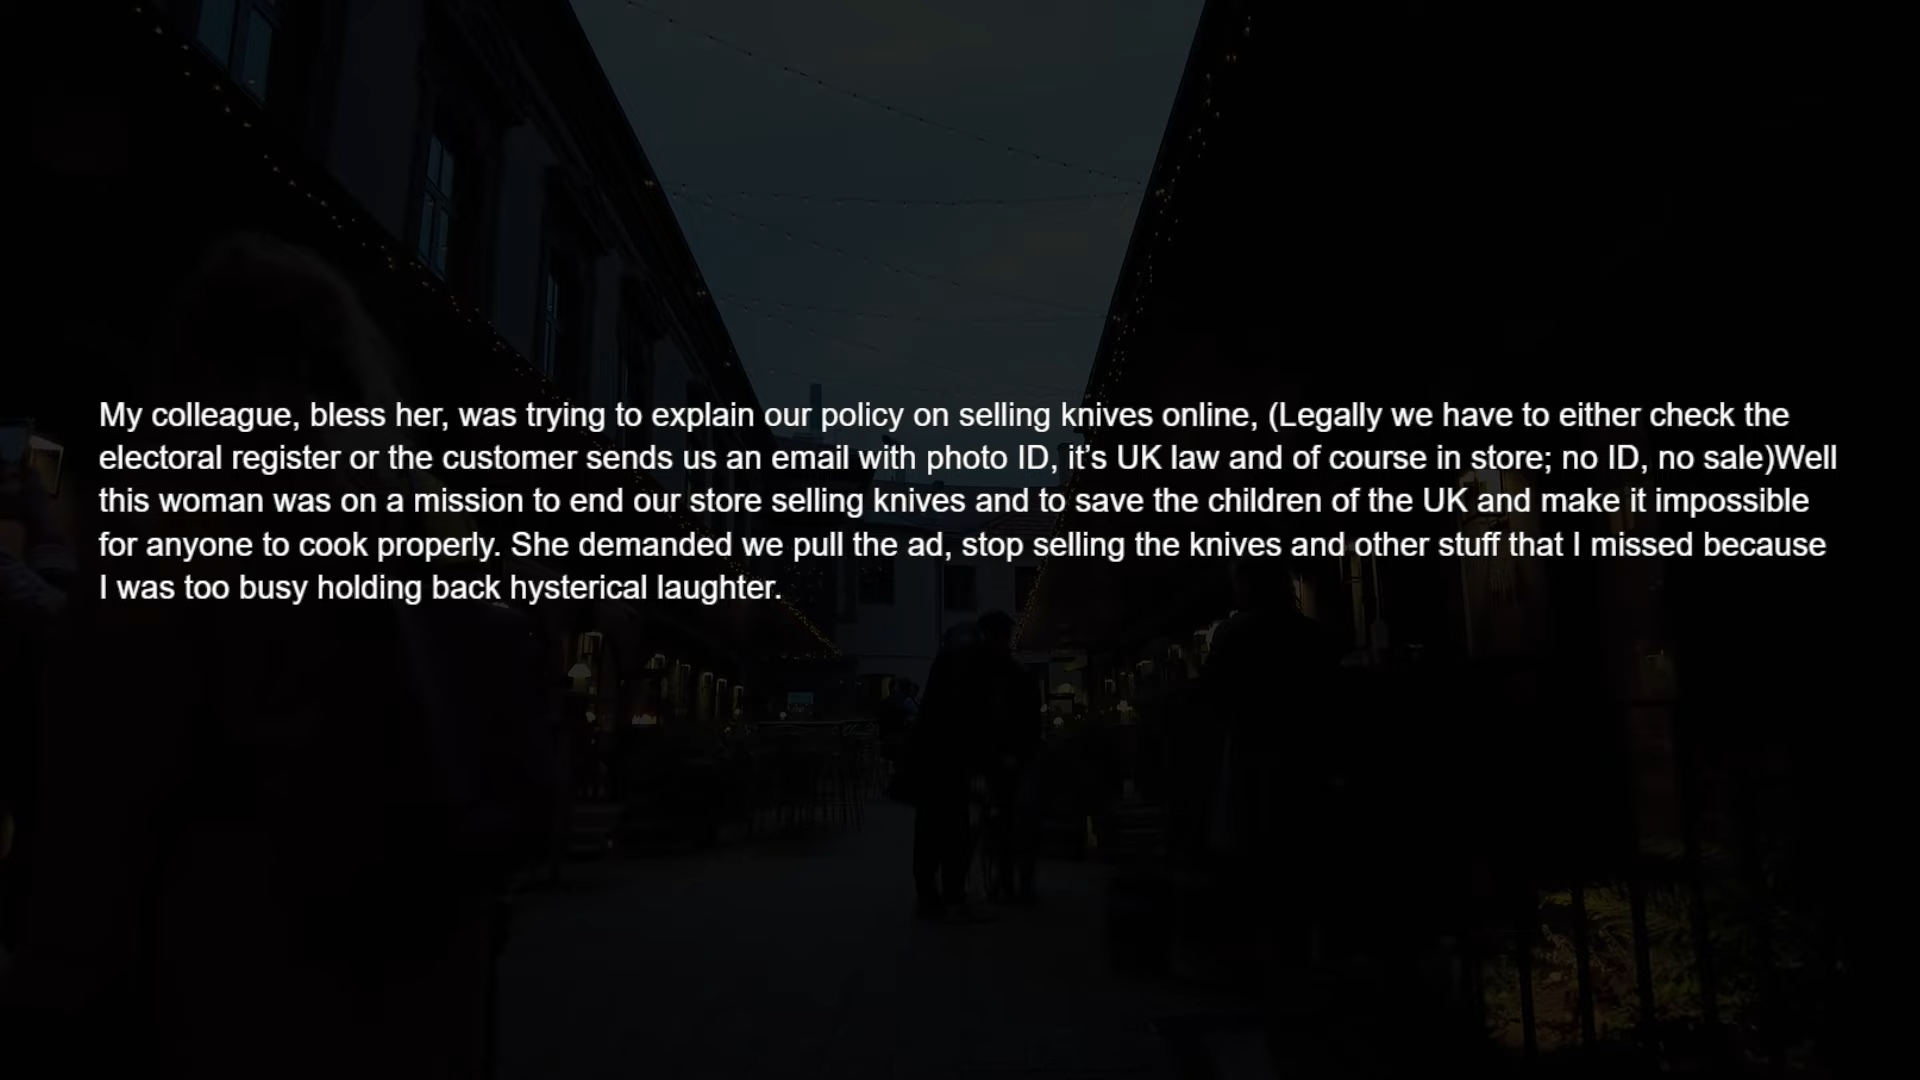 My colleague, bless her, was trying to explain our policy on selling knives online, (Legally we have to either check the
electoral register or the customer sends us an email with photo ID, it’s UK law and of course in store; no ID, no sale)Well
this woman was on a mission to end our store selling knives and to save the children of the UK and make it impossible
for anyone to cook properly. She demanded we pull the ad, stop selling the knives and other stuff that I missed because
I was too busy holding back hysterical laughter.